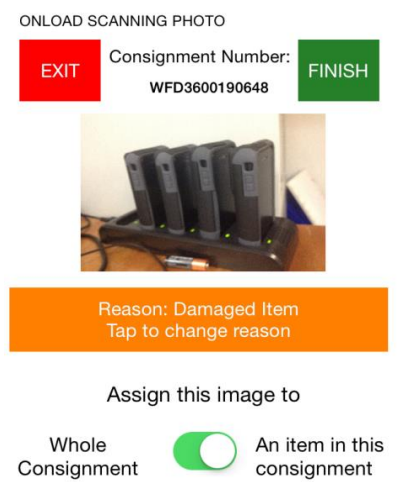 ONLOAD SCANNING PHOTO
EXIT
Consignment Number:
WFD3600190648
FINISH
Reason: Damaged Item
Tap to change reason
Assign this image to
Whole
Consignment
An item in this
consignment